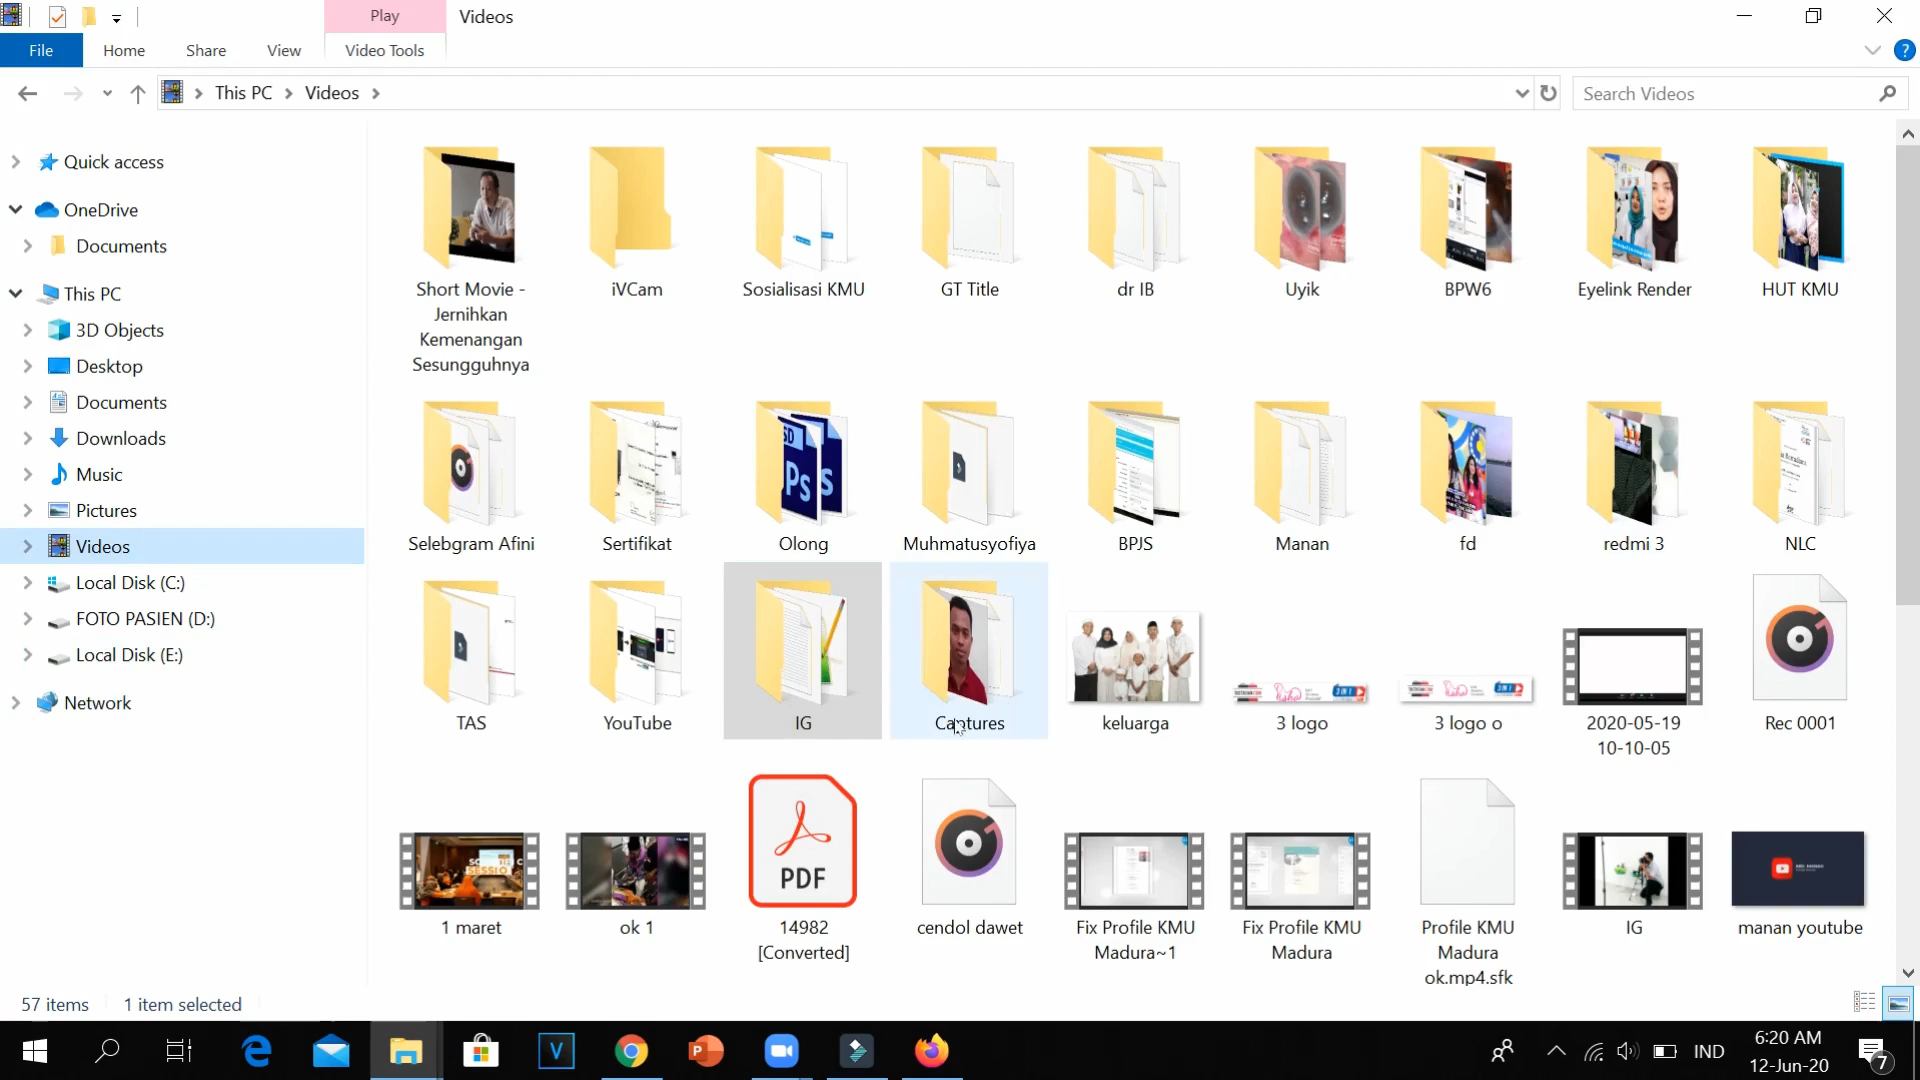 Play
Videos
File
Home
Share
View
Video Tools
?
This PC
Videos
Search Videos
Quick access
OneDrive
Documents
This PC
3D Objects
Desktop
Documents
Downloads
Music
Pictures
Videos
Local Disk (C:)
FOTO PASIEN (D:)
Local Disk (E:)
Network
Short Movie -
Jernihkan
Kemenangan
Sesungguhnya
iVCam
Sosialisasi KMU
GT Title
dr IB
Uyik
BPW6
Eyelink Render
HUT KMU
Selebgram Afini
Sertifikat
Olong
Muhmatusyofiya
BPJS
Manan
fd
redmi 3
NLC
TAS
YouTube
IG
Captures
keluarga
3 logo
3 logo o
2020-05-19
10-10-05
Rec 0001
PDF
1 maret
ok 1
14982
[Converted]
cendol dawet
Fix Profile KMU
Madura~1
Fix Profile KMU
Madura
Profile KMU
Madura
ok.mp4.sfk
IG
manan youtube
57 items
1 item selected
IND
6:20 AM
12-Jun-20
7